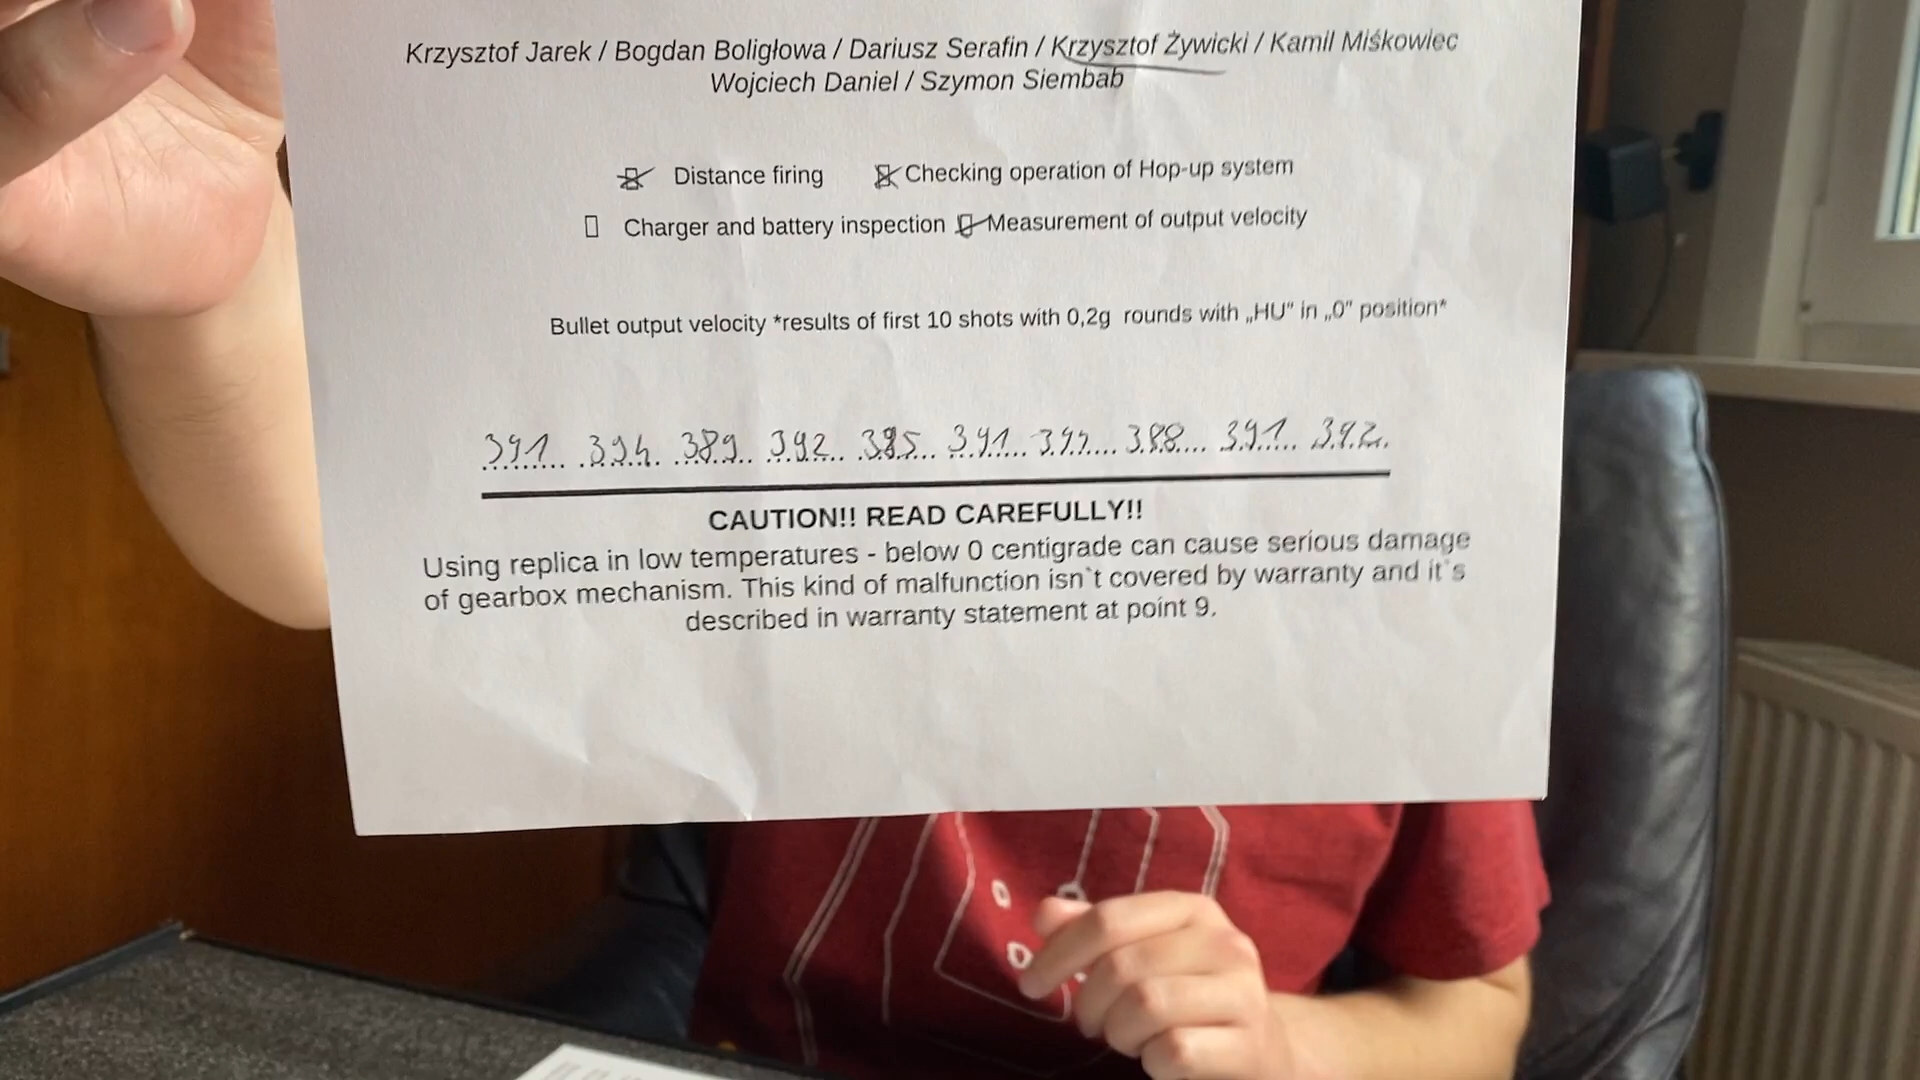 Krzysztof Jarek / Bogdan Boligłowa / Dariusz Serafin / Krzysztof Żywicki / Kamil Miśkowiec
Wojciech Daniel / Szymon Siembab
Distance firing Checking operation of Hop-up system
Charger and battery inspection Measurement of output velocity
Bullet output velocity *results of first 10 shots with 0,2g rounds with „HU” in „0” position*
391 394 389 392 385 391 388 391 392
CAUTION!! READ CAREFULLY!!
Using replica in low temperatures - below 0 centigrade can cause serious damage
of gearbox mechanism. This kind of malfunction isn`t covered by warranty and it`s
described in warranty statement at point 9.